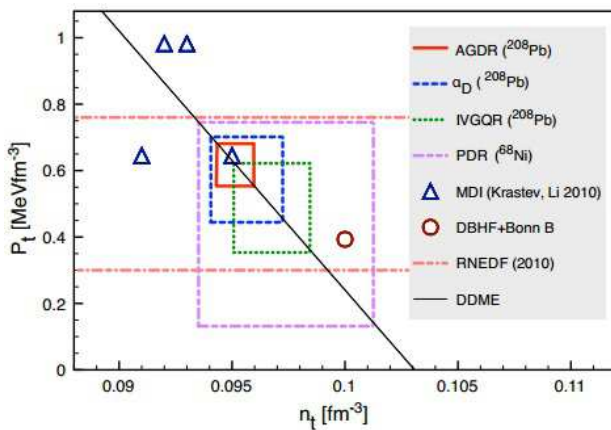 1
0.8
0.6
0.4
0.2
0
P_t [MeVfm⁻³]
0.09
0.095
0.1
0.105
0.11
n_t [fm⁻³]
AGDR (²⁰⁸Pb)
α_D (²⁰⁸Pb)
IVGQR (²⁰⁸Pb)
PDR (⁶⁸Ni)
MDI (Krastev, Li 2010)
DBHF+Bonn B
RNEDF (2010)
DDME